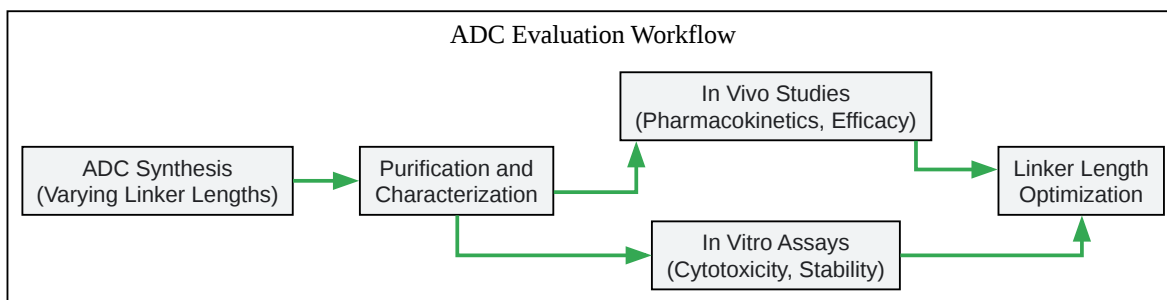 ADC Evaluation Workflow
ADC Synthesis
(Varying Linker Lengths)
Purification and
Characterization
In Vivo Studies
(Pharmacokinetics, Efficacy)
In Vitro Assays
(Cytotoxicity, Stability)
Linker Length
Optimization